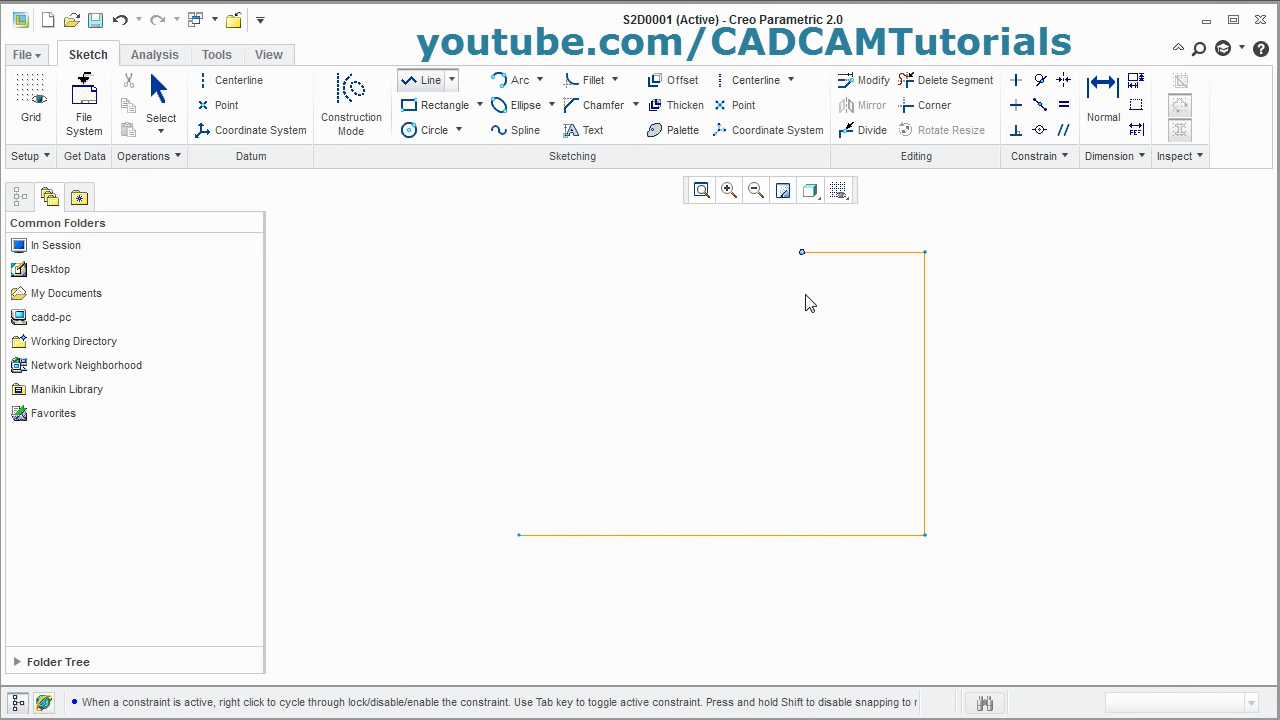 S2D0001 (Active) - Creo Parametric 2.0
youtube.com/CADCAMTutorials
File Sketch Analysis Tools View
Centerline Line Arc Fillet Offset Centerline Modify Delete Segment
Point Rectangle Ellipse Chamfer Thicken Point Mirror Corner
Grid File System Select Coordinate System Construction Mode Circle Spline Text Palette Coordinate System Divide Rotate Resize Normal
Setup Get Data Operations Datum Sketching Editing Constrain Dimension Inspect
Common Folders
In Session
Desktop
My Documents
cadd-pc
Working Directory
Network Neighborhood
Manikin Library
Favorites
Folder Tree
When a constraint is active, right click to cycle through lock/disable/enable the constraint. Use Tab key to toggle active constraint. Press and hold Shift to disable snapping to